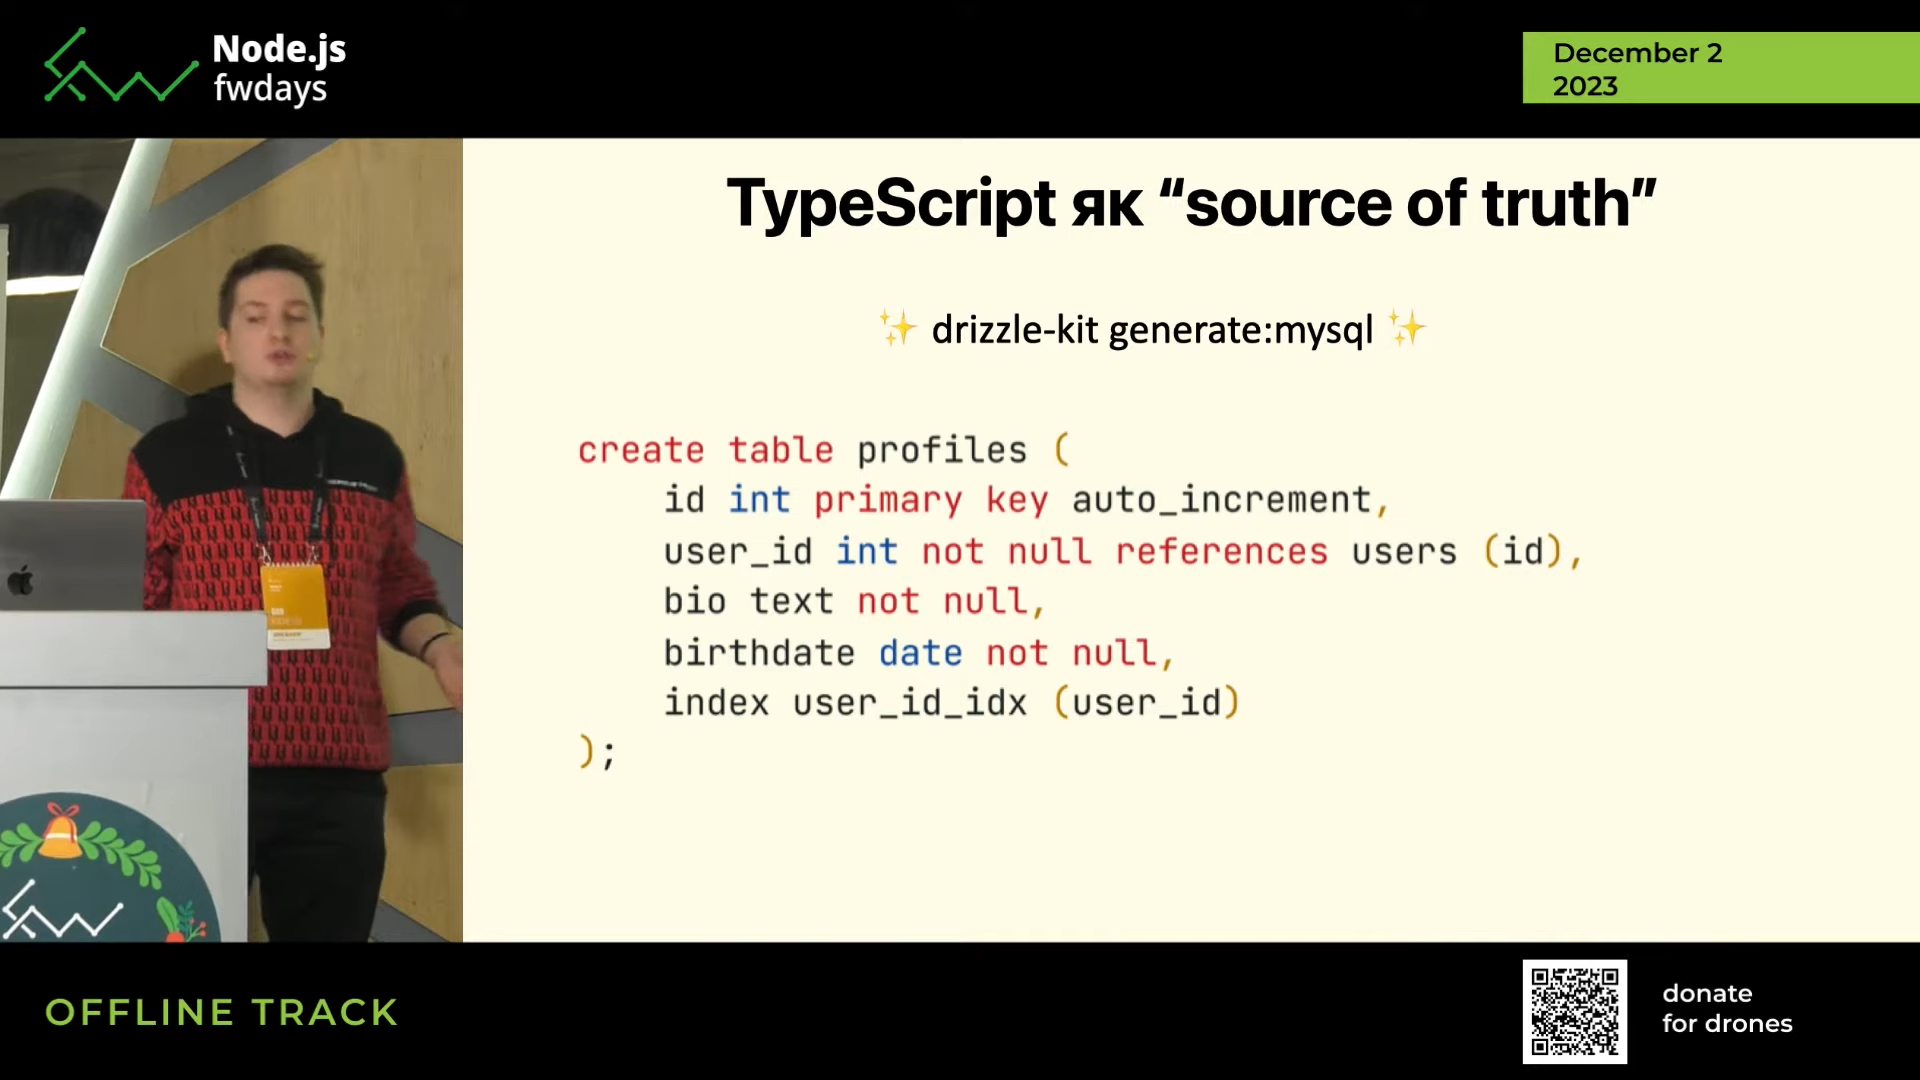 Node.js
fwdays
December 2
2023
TypeScript як “source of truth”
✨ drizzle-kit generate:mysql ✨
create table profiles (
id int primary key auto_increment,
user_id int not null references users (id),
bio text not null,
birthdate date not null,
index user_id_idx (user_id)
);
OFFLINE TRACK
donate
for drones